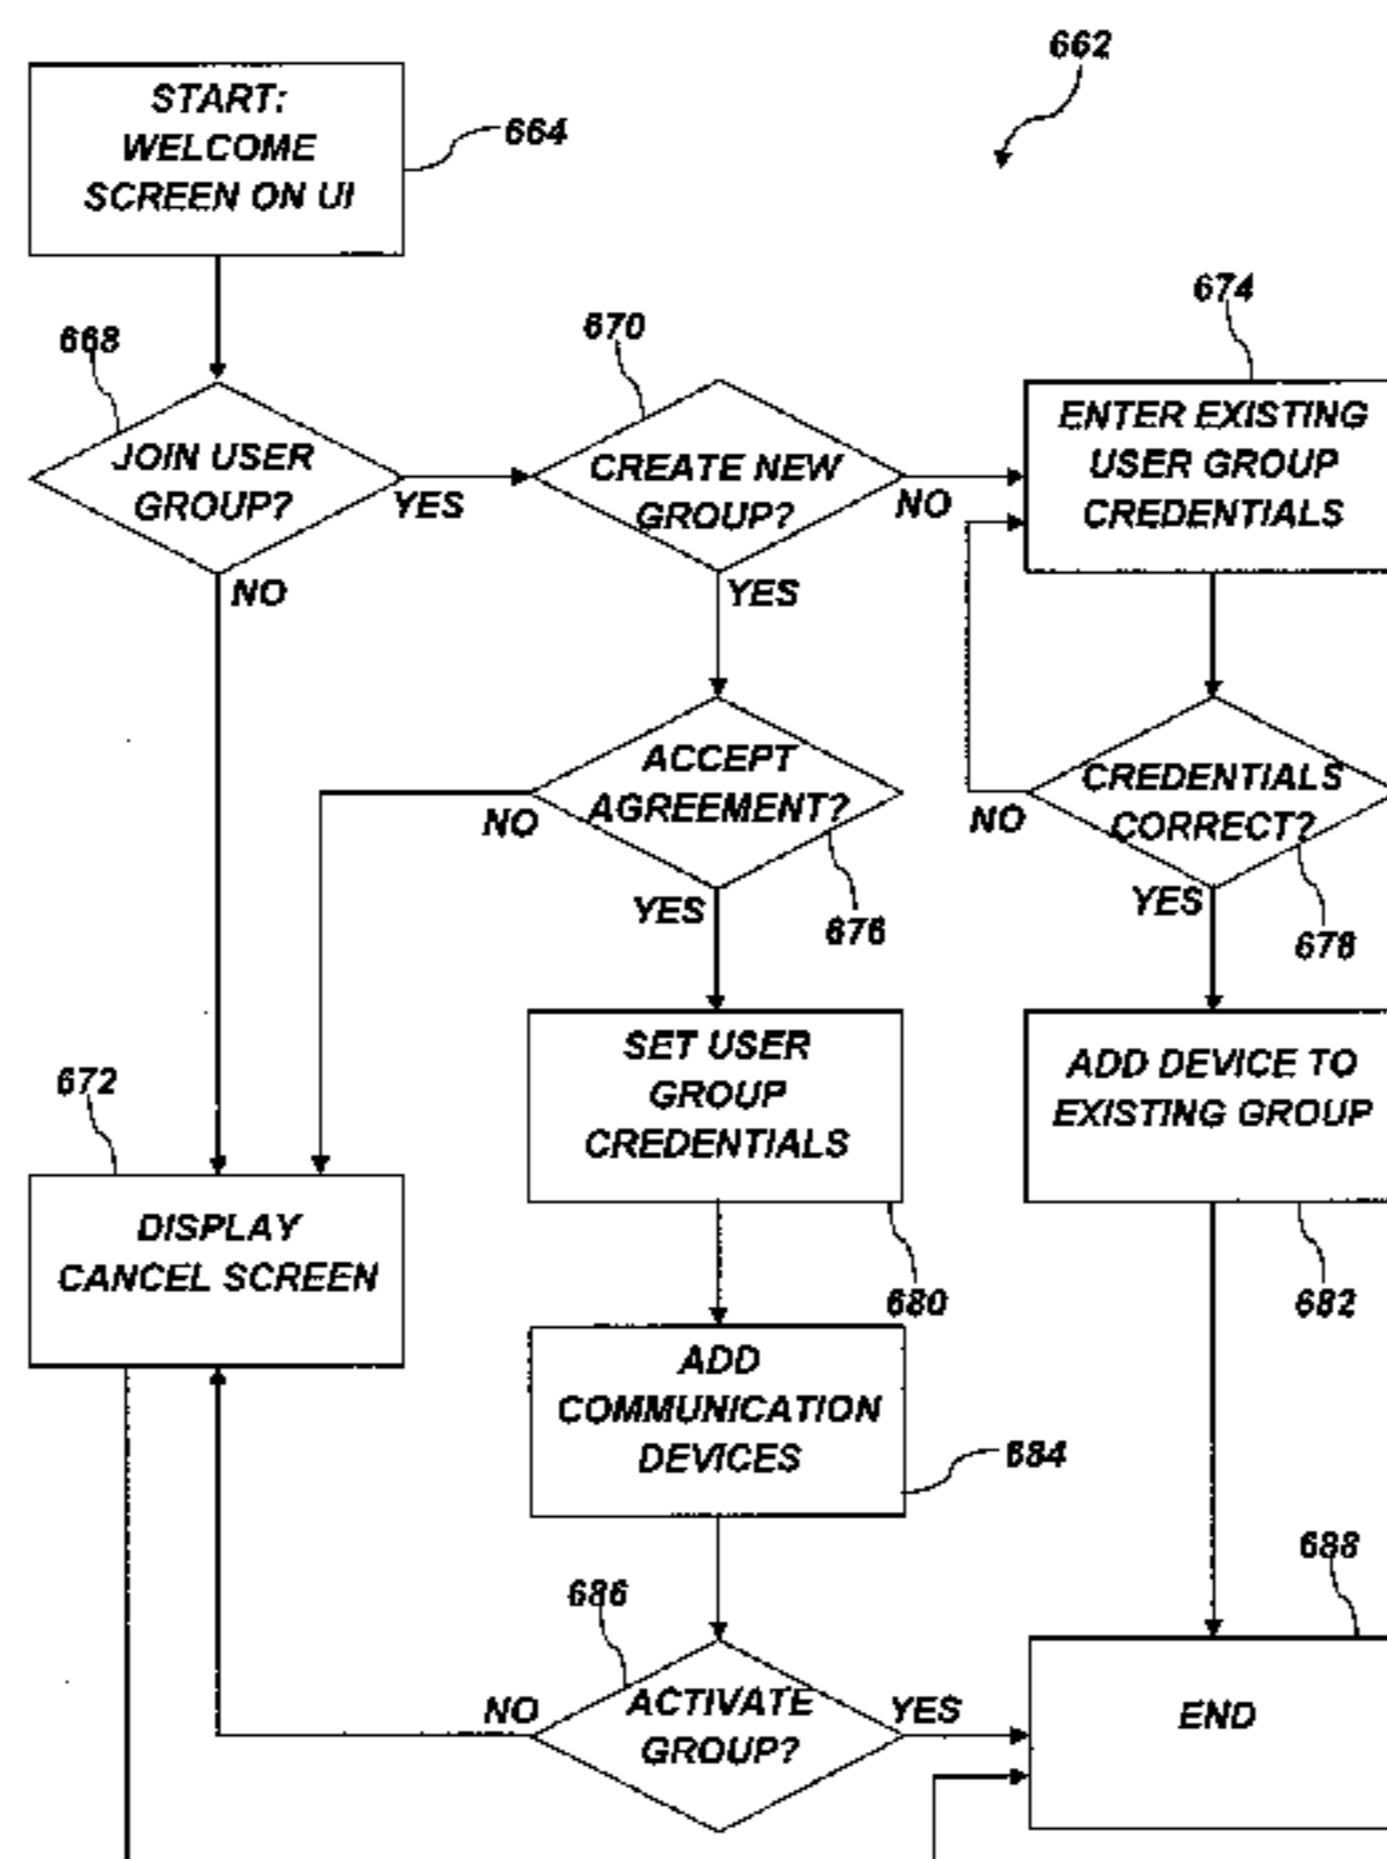 662
START:
WELCOME
SCREEN ON UI
664
668
670
674
JOIN USER
GROUP?
YES
NO
CREATE NEW
GROUP?
NO
YES
ENTER EXISTING
USER GROUP
CREDENTIALS
ACCEPT
AGREEMENT?
NO
YES
676
CREDENTIALS
CORRECT?
NO
YES
678
672
DISPLAY
CANCEL SCREEN
SET USER
GROUP
CREDENTIALS
680
ADD DEVICE TO
EXISTING GROUP
682
ADD
COMMUNICATION
DEVICES
684
686
688
ACTIVATE
GROUP?
NO
YES
END